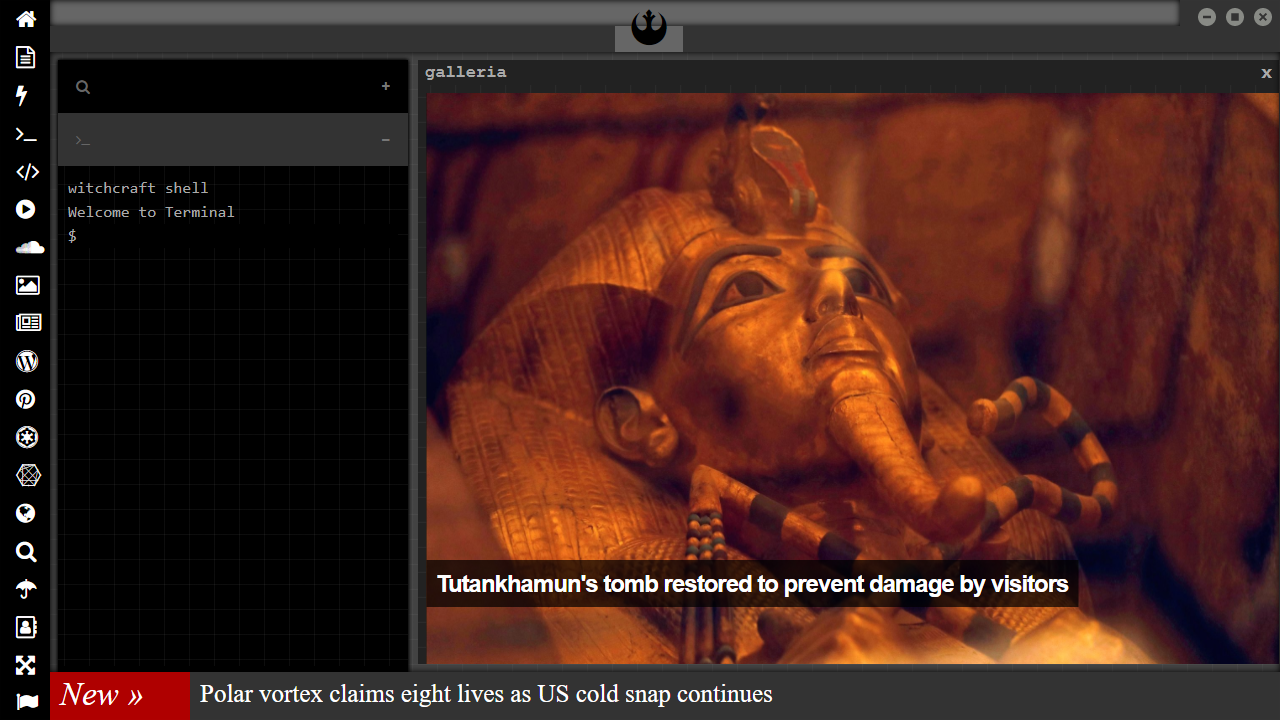 galleria
x
+
>_
−
witchcraft shell
Welcome to Terminal
$
Tutankhamun's tomb restored to prevent damage by visitors
New »
Polar vortex claims eight lives as US cold snap continues